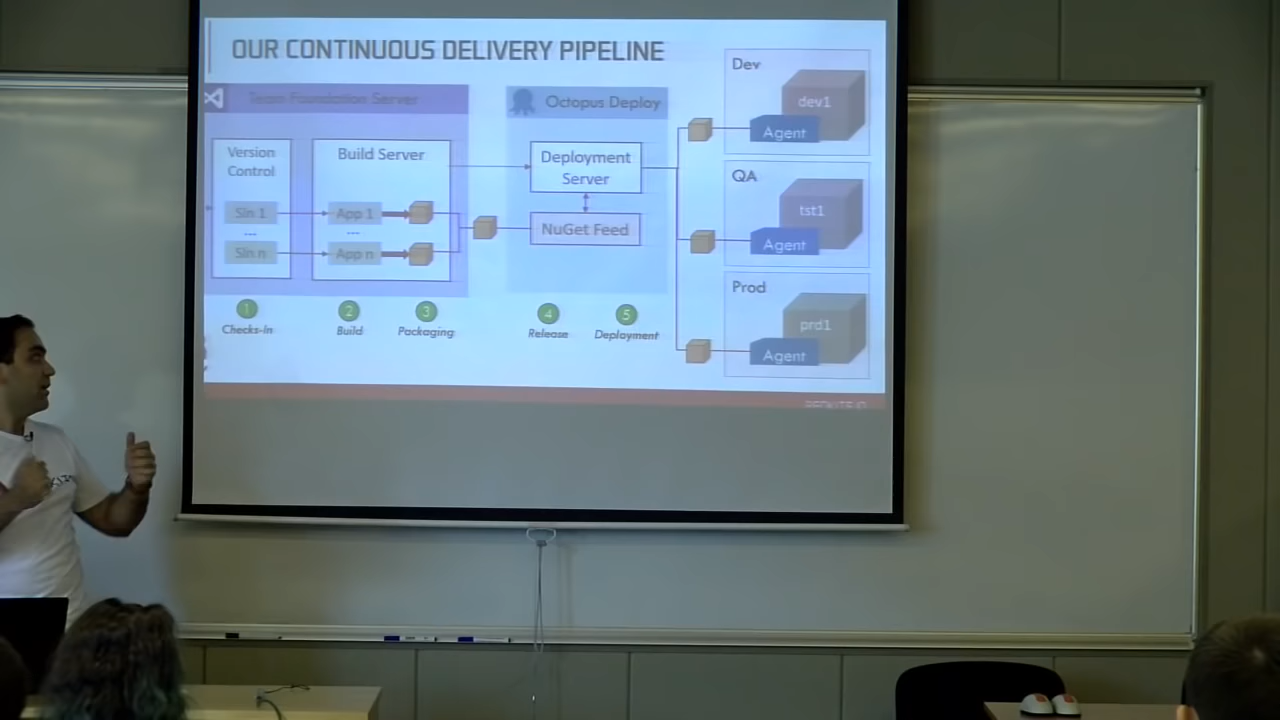 OUR CONTINUOUS DELIVERY PIPELINE
Team Foundation Server
Version
Control
Sln 1
...
Sln n
Build Server
App 1
...
App n
Octopus Deploy
Deployment
Server
NuGet Feed
Dev
dev1
Agent
QA
tst1
Agent
Prod
prd1
Agent
1
Checks-In
2
Build
3
Packaging
4
Release
5
Deployment